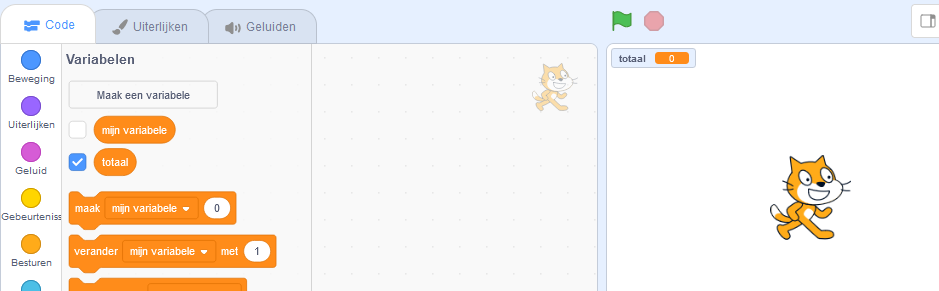 Code Uiterlijken Geluiden
Beweging
Uiterlijken
Geluid
Gebeurteniss
Besturen
Variabelen
Maak een variabele
mijn variabele
totaal
maak mijn variabele 0
verander mijn variabele met 1
totaal 0